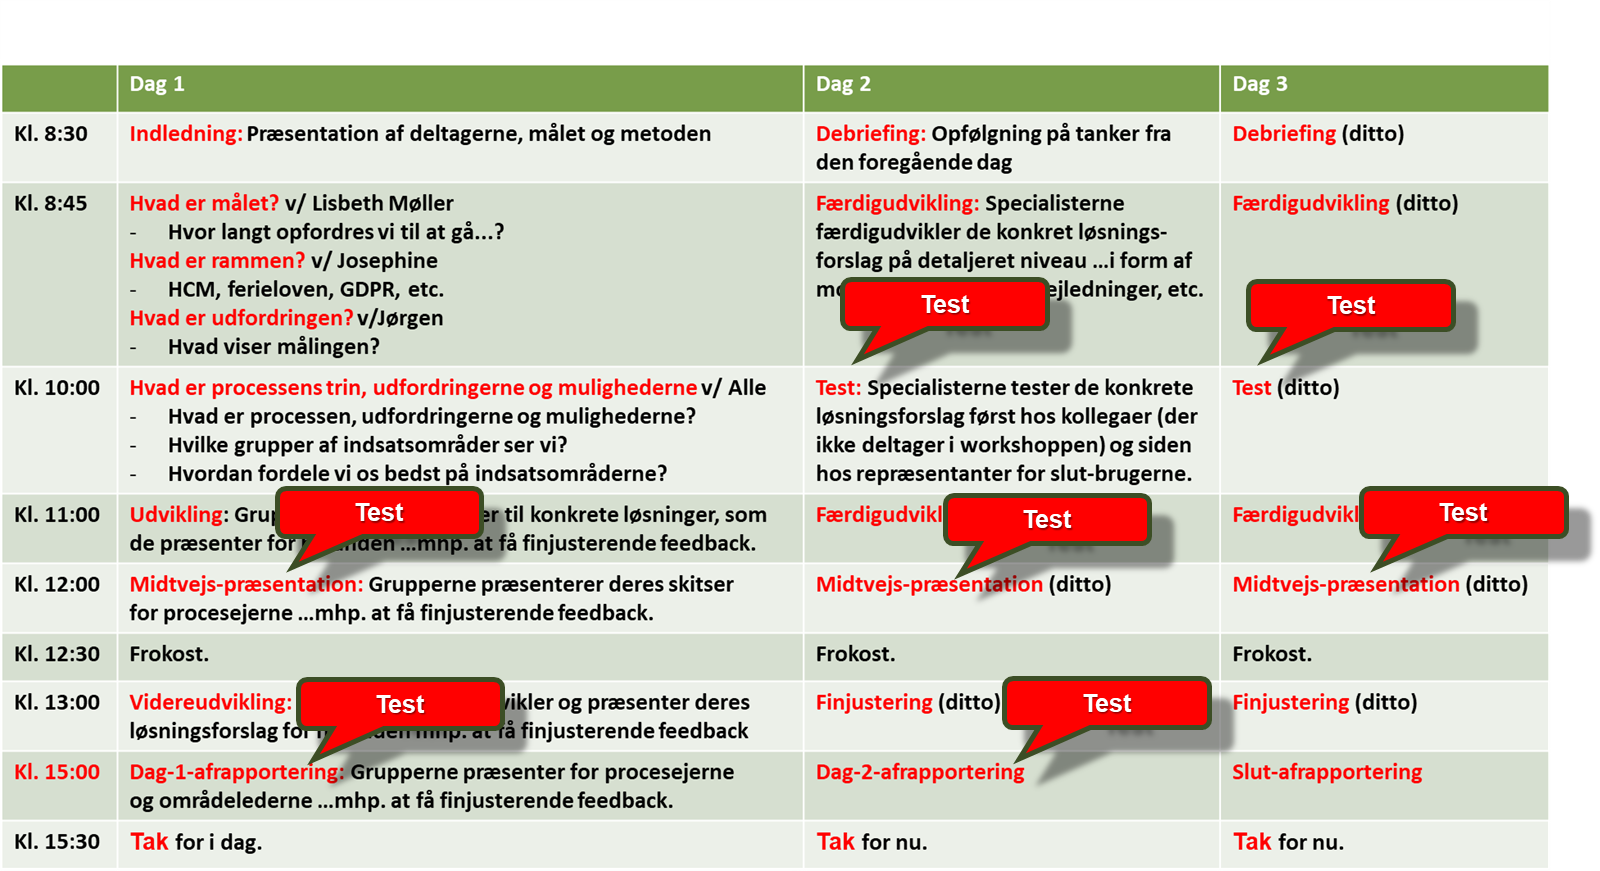 Dag 1
Dag 2
Dag 3
Kl. 8:30
Indledning: Præsentation af deltagerne, målet og metoden
Debriefing: Opfølgning på tanker fra
den foregående dag
Debriefing (ditto)
Kl. 8:45
Hvad er målet? v/ Lisbeth Møller
- Hvor langt opfordres vi til at gå...?
Hvad er rammen? v/ Josephine
- HCM, ferieloven, GDPR, etc.
Hvad er udfordringen? v/Jørgen
- Hvad viser målingen?
Færdigudvikling: Specialisterne
færdigudvikler de konkret løsnings-
forslag på detaljeret niveau ...i form af
etc.
Test
Færdigudvikling (ditto)
Test
Kl. 10:00
Hvad er processens trin, udfordringerne og mulighederne v/ Alle
- Hvad er processen, udfordringerne og mulighederne?
- Hvilke grupper af indsatsområder ser vi?
- Hvordan fordele vi os bedst på indsatsområderne?
Test: Specialisterne tester de konkrete
løsningsforslag først hos kollegaer (der
ikke deltager i workshoppen) og siden
hos repræsentanter for slut-brugerne.
Test (ditto)
Kl. 11:00
Udvikling: til konkrete løsninger, som
de præsenter for ...mhp. at få finjusterende feedback.
Test
Test
Test
Kl. 12:00
Midtvejs-præsentation: Grupperne præsenterer deres skitser
for procesejerne ...mhp. at få finjusterende feedback.
Midtvejs-præsentation (ditto)
Midtvejs-præsentation (ditto)
Kl. 12:30
Frokost.
Frokost.
Frokost.
Kl. 13:00
Videreudvikling: og præsenter deres
løsningsforslag for mhp. at få finjusterende feedback
Test
Finjustering (ditto)
Test
Finjustering (ditto)
Kl. 15:00
Dag-1-afrapportering: Grupperne præsenter for procesejerne
og områdelederne ...mhp. at få finjusterende feedback.
Dag-2-afrapportering
Slut-afrapportering
Kl. 15:30
Tak for i dag.
Tak for nu.
Tak for nu.